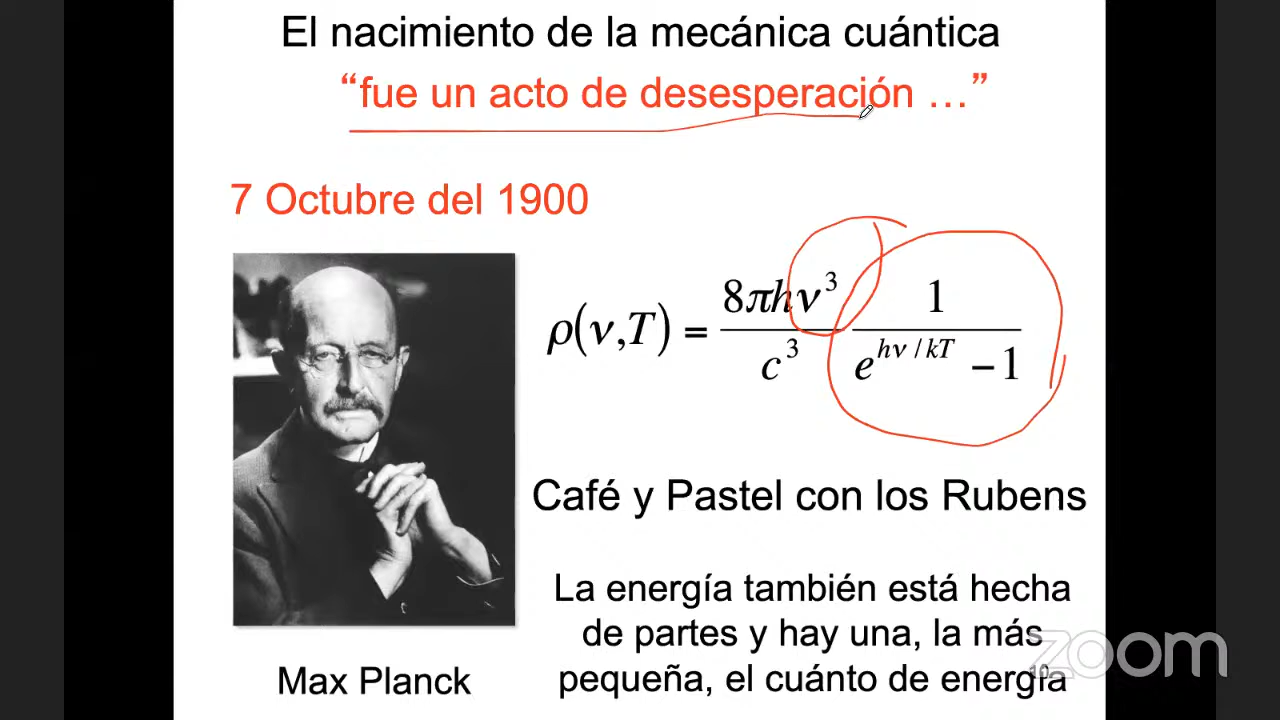 El nacimiento de la mecánica cuántica
“fue un acto de desesperación …”
7 Octubre del 1900
ρ(ν,T) = 8πhν³ / c³ 1 / e^{hν/kT} − 1
Café y Pastel con los Rubens
La energía también está hecha
de partes y hay una, la más
pequeña, el cuánto de energía
Max Planck
zoom
10